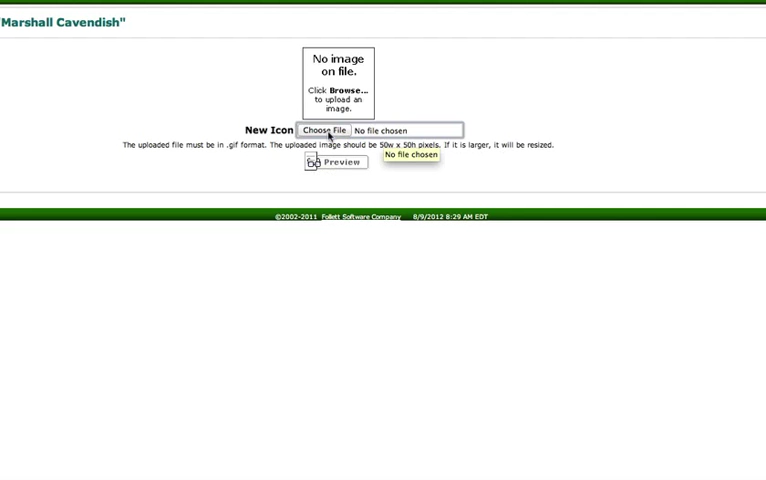 "Marshall Cavendish"
No image
on file.
Click Browse...
to upload an
image.
New Icon Choose File No file chosen
The uploaded file must be in .gif format. The uploaded image should be 50w x 50h pixels. If it is larger, it will be resized.
No file chosen
Preview
©2002-2011 Follett Software Company 8/9/2012 8:29 AM EDT